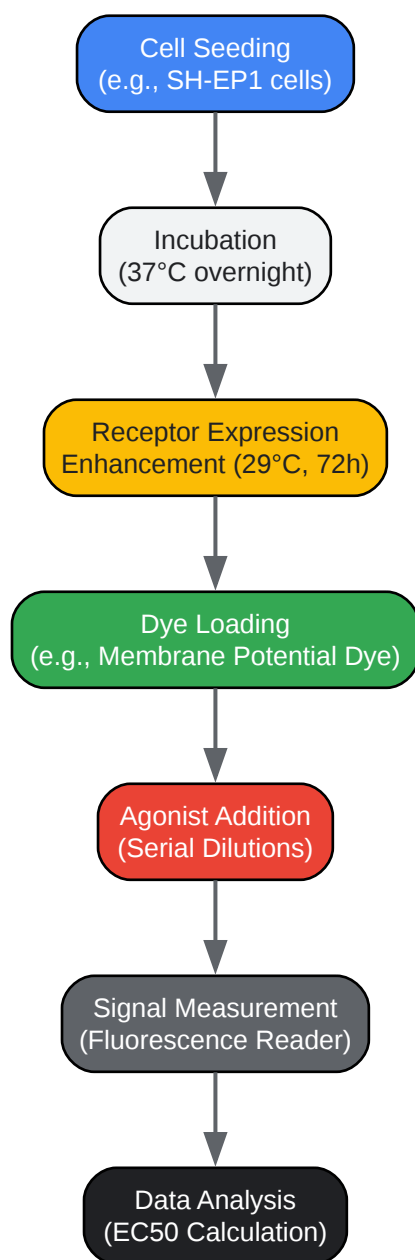 Cell Seeding
(e.g., SH-EP1 cells)
Incubation
(37°C overnight)
Receptor Expression
Enhancement (29°C, 72h)
Dye Loading
(e.g., Membrane Potential Dye)
Agonist Addition
(Serial Dilutions)
Signal Measurement
(Fluorescence Reader)
Data Analysis
(EC50 Calculation)